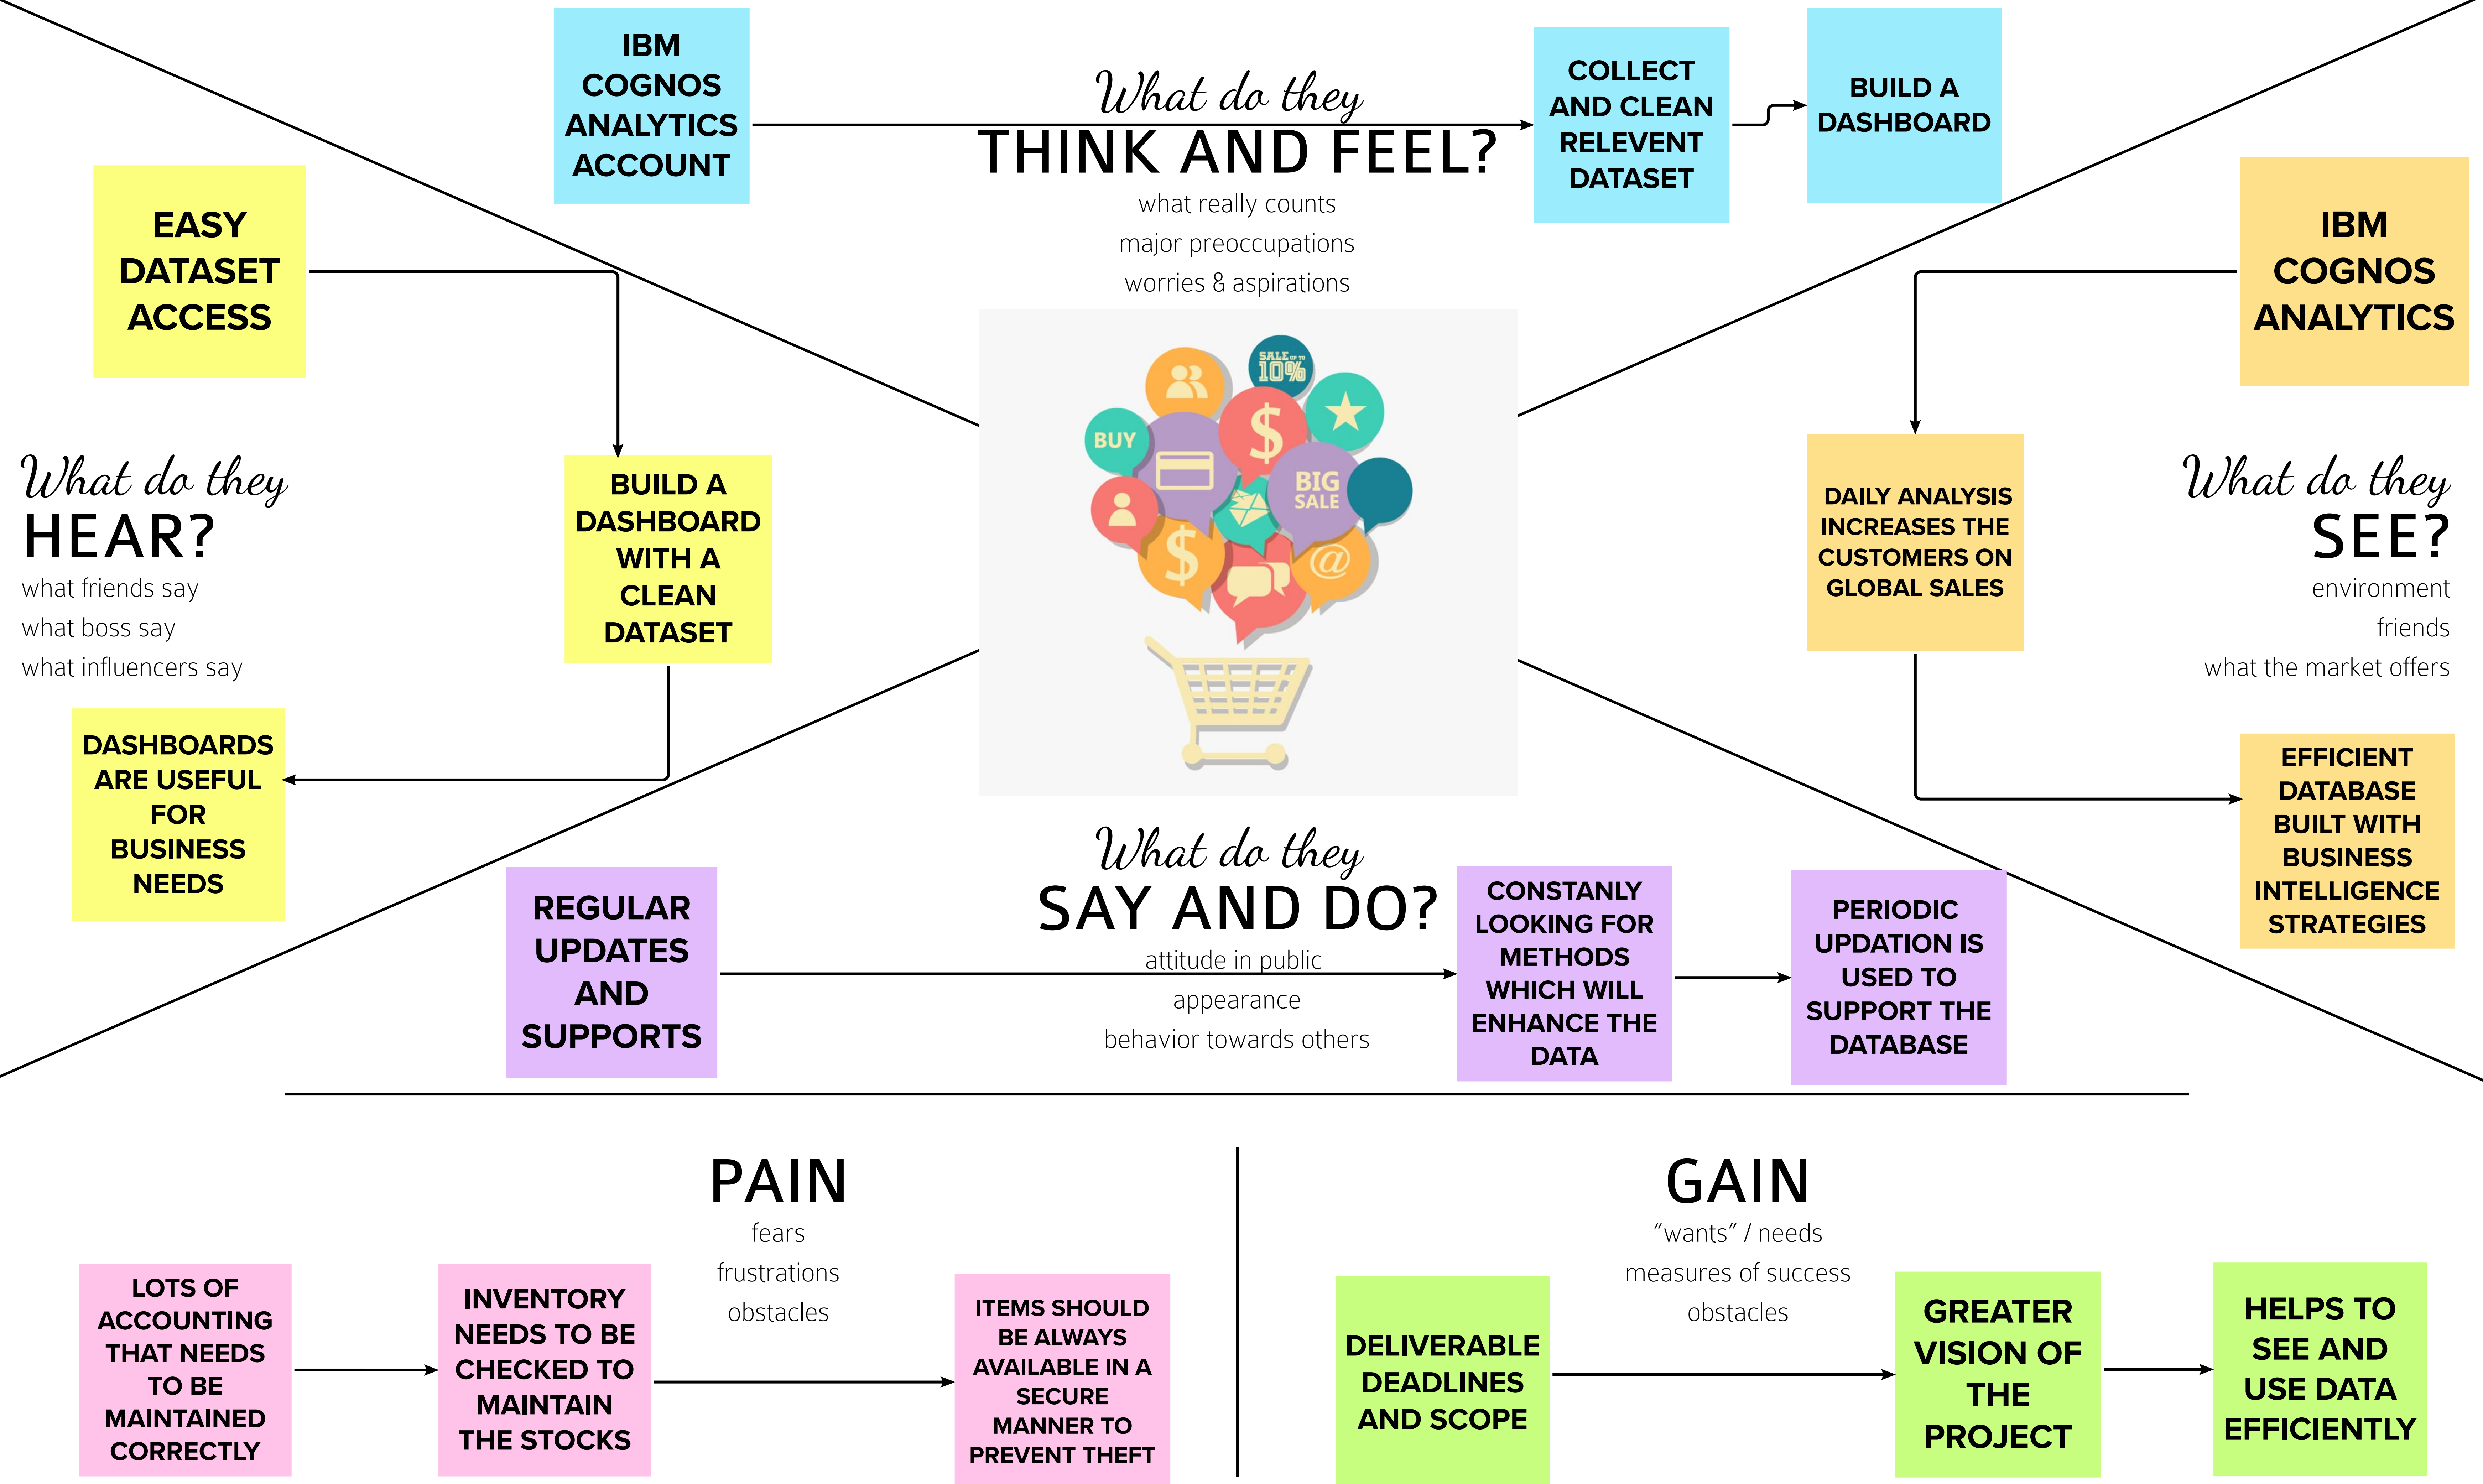 IBM
COGNOS
ANALYTICS
ACCOUNT
What do they
THINK AND FEEL?
what really counts
major preoccupations
worries & aspirations
COLLECT
AND CLEAN
RELEVENT
DATASET
BUILD A
DASHBOARD
EASY
DATASET
ACCESS
What do they
HEAR?
what friends say
what boss say
what influencers say
BUILD A
DASHBOARD
WITH A
CLEAN
DATASET
DASHBOARDS
ARE USEFUL
FOR
BUSINESS
NEEDS
SALE UP TO
10%
BUY
$
BIG
SALE
$
@
IBM
COGNOS
ANALYTICS
DAILY ANALYSIS
INCREASES THE
CUSTOMERS ON
GLOBAL SALES
What do they
SEE?
environment
friends
what the market offers
EFFICIENT
DATABASE
BUILT WITH
BUSINESS
INTELLIGENCE
STRATEGIES
REGULAR
UPDATES
AND
SUPPORTS
What do they
SAY AND DO?
attitude in public
appearance
behavior towards others
CONSTANLY
LOOKING FOR
METHODS
WHICH WILL
ENHANCE THE
DATA
PERIODIC
UPDATION IS
USED TO
SUPPORT THE
DATABASE
PAIN
fears
frustrations
obstacles
LOTS OF
ACCOUNTING
THAT NEEDS
TO BE
MAINTAINED
CORRECTLY
INVENTORY
NEEDS TO BE
CHECKED TO
MAINTAIN
THE STOCKS
ITEMS SHOULD
BE ALWAYS
AVAILABLE IN A
SECURE
MANNER TO
PREVENT THEFT
GAIN
“wants” / needs
measures of success
obstacles
DELIVERABLE
DEADLINES
AND SCOPE
GREATER
VISION OF
THE
PROJECT
HELPS TO
SEE AND
USE DATA
EFFICIENTLY